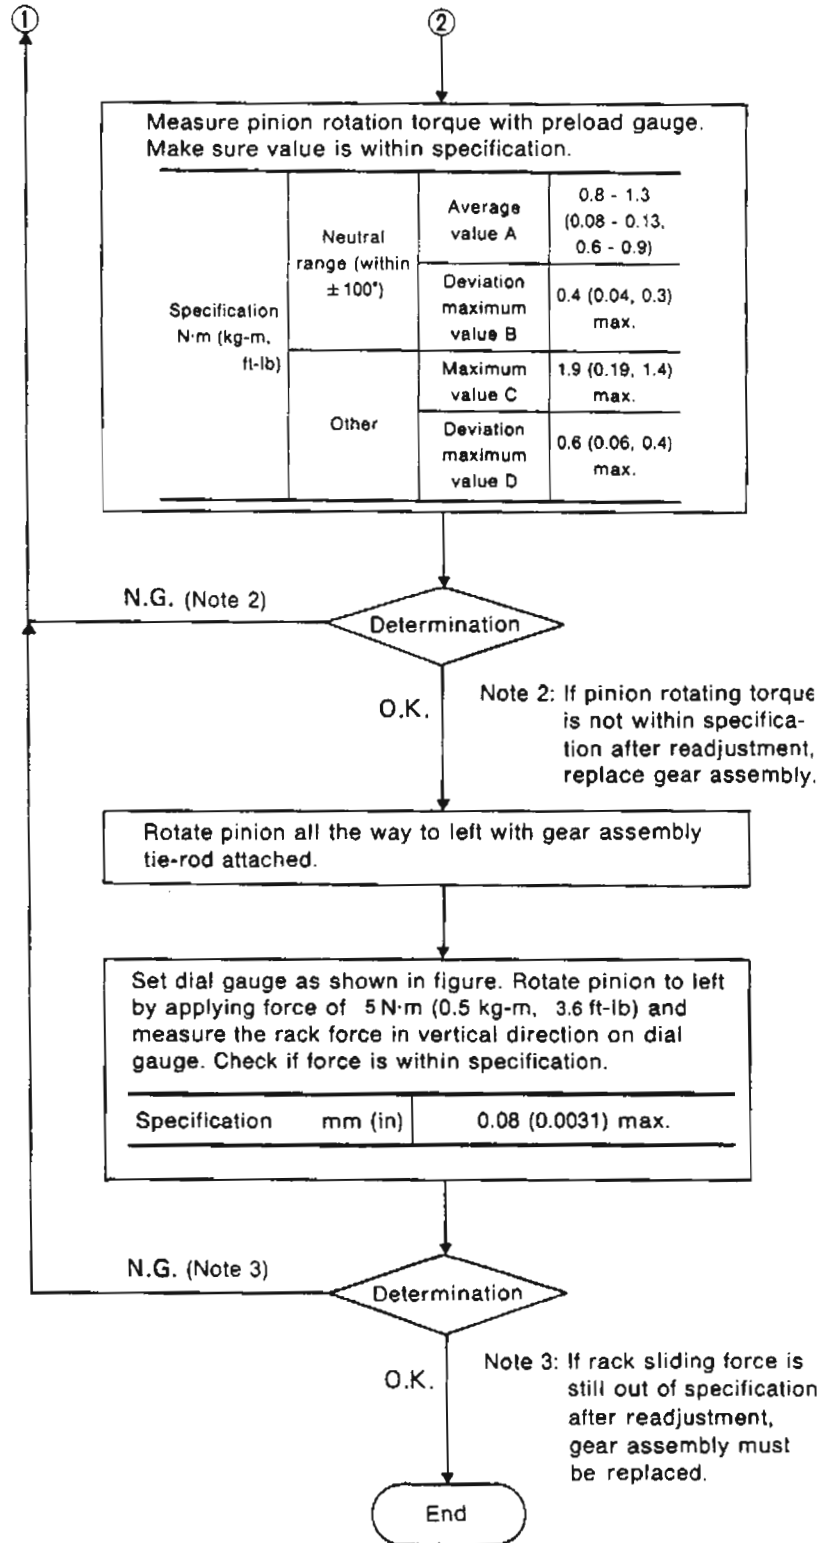 ①
②
Measure pinion rotation torque with preload gauge.
Make sure value is within specification.
Specification
N·m (kg-m,
ft-lb)
Neutral
range (within
± 100°)
Average
value A
0.8 - 1.3
(0.08 - 0.13,
0.6 - 0.9)
Deviation
maximum
value B
0.4 (0.04, 0.3)
max.
Other
Maximum
value C
1.9 (0.19, 1.4)
max.
Deviation
maximum
value D
0.6 (0.06, 0.4)
max.
N.G. (Note 2)
Determination
O.K.
Note 2: If pinion rotating torque
is not within specifica-
tion after readjustment,
replace gear assembly.
Rotate pinion all the way to left with gear assembly
tie-rod attached.
Set dial gauge as shown in figure. Rotate pinion to left
by applying force of 5 N·m (0.5 kg-m, 3.6 ft-lb) and
measure the rack force in vertical direction on dial
gauge. Check if force is within specification.
Specification mm (in) 0.08 (0.0031) max.
N.G. (Note 3)
Determination
O.K.
Note 3: If rack sliding force is
still out of specification
after readjustment,
gear assembly must
be replaced.
End